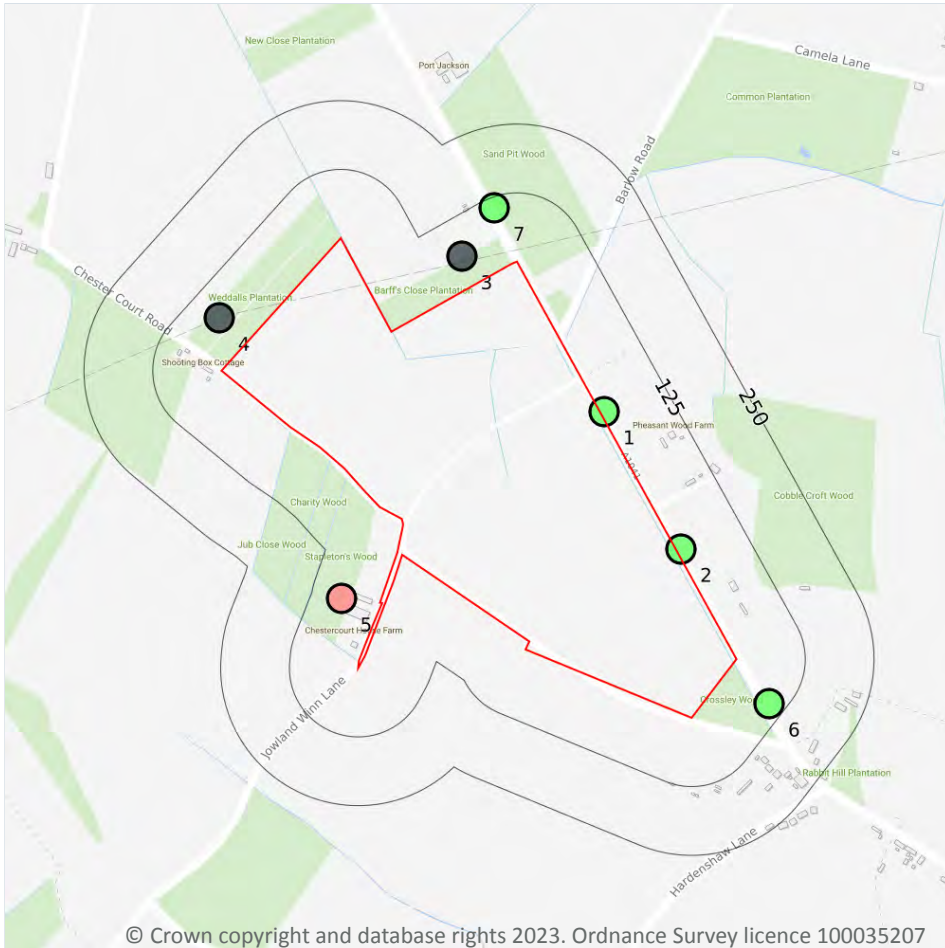 New Close Plantation
Port Jackson
Camela Lane
Common Plantation
Sand Pit Wood
Barlow Road
7
3
Chester Court Road
Weddalls Plantation
Barff's Close Plantation
4
Shooting Box Cottage
125
250
1
Pheasant Wood Farm
A1041
Cobble Croft Wood
Charity Wood
Jub Close Wood
Stapleton's Wood
2
5
Chestercourt H
e Farm
Jowland Winn Lane
Crossley Wo
6
Rabbit Hill Plantation
Hardenshaw Lane
© Crown copyright and database rights 2023. Ordnance Survey licence 100035207